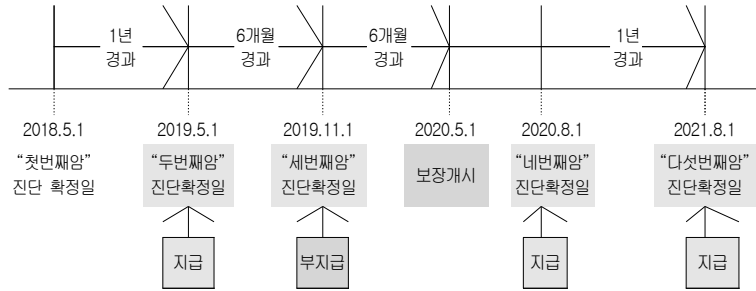 1년
경과
6개월
경과
6개월
경과
1년
경과
2018.5.1
2019.5.1
2019.11.1
2020.5.1
2020.8.1
2021.8.1
“첫번째암”
진단 확정일
“두번째암”
진단확정일
“세번째암”
진단확정일
보장개시
“네번째암”
진단확정일
“다섯번째암”
진단확정일
지급
부지급
지급
지급